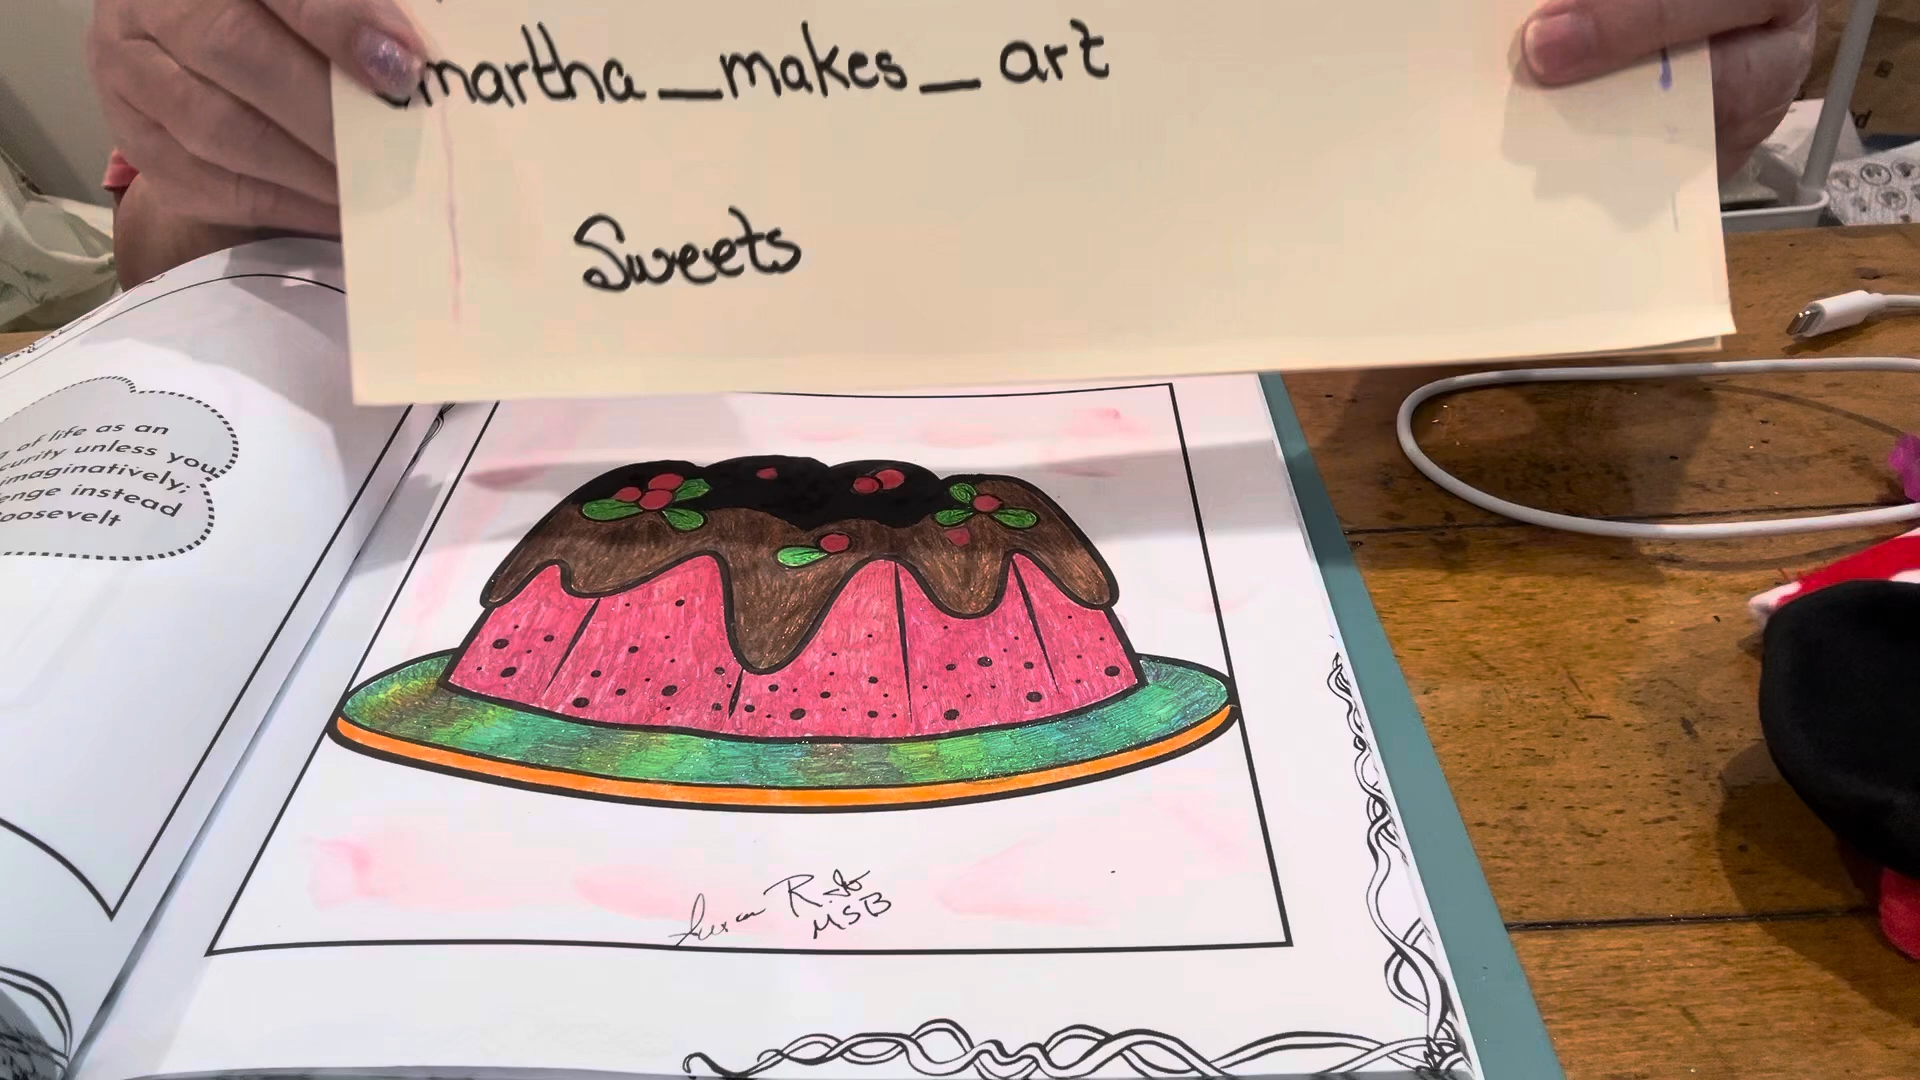 martha_makes_art
Sweets
of life as an
curity unless you
imaginatively;
enge instead
oosevelt
MSB